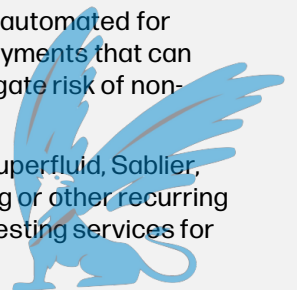 automated for
yments that can
gate risk of non-
uperfluid, Sablier,
g or other recurring
esting services for